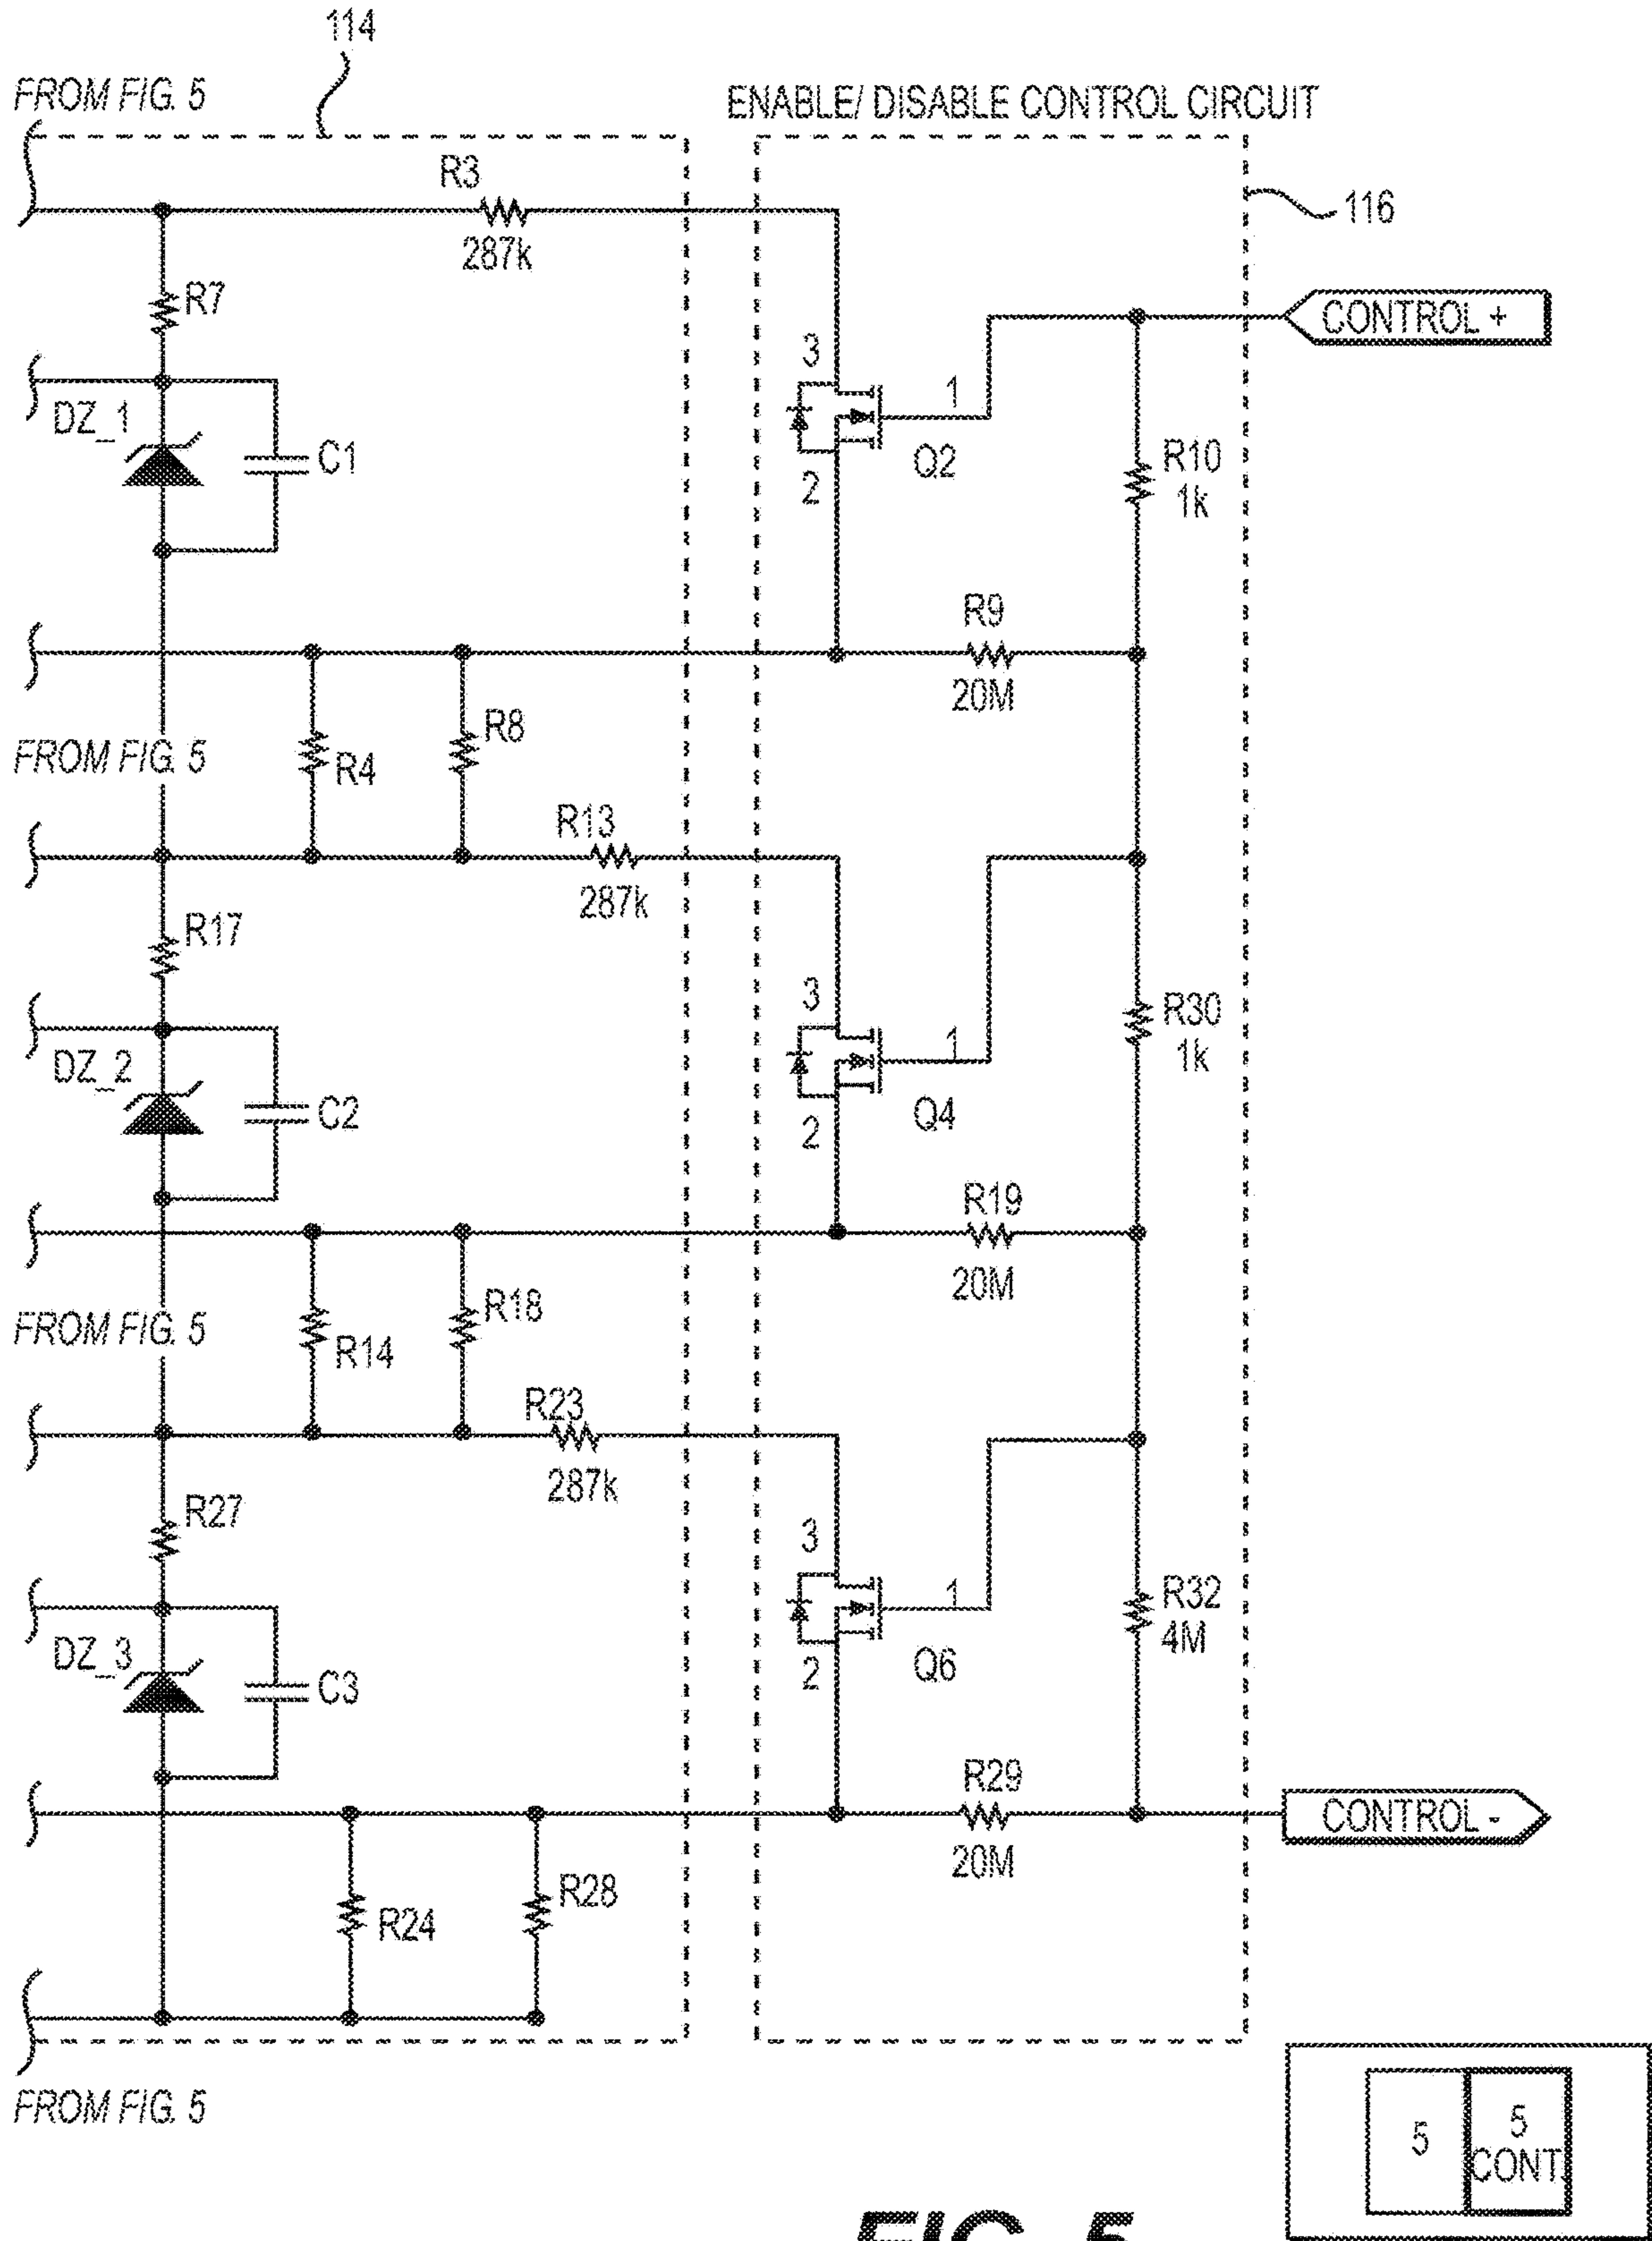 114
FROM FIG. 5
ENABLE/ DISABLE CONTROL CIRCUIT
R3
287k
116
R7
CONTROL +
3
1
DZ_1
C1
Q2
2
R10
1k
R9
20M
R8
FROM FIG. 5
R4
R13
287k
R17
3
R30
1k
1
DZ_2
C2
Q4
2
R19
20M
R18
FROM FIG. 5
R14
R23
287k
R27
3
1
R32
4M
DZ_3
C3
Q6
2
R29
CONTROL -
20M
R28
R24
FROM FIG. 5
5
5
CONT.
FIG. 5